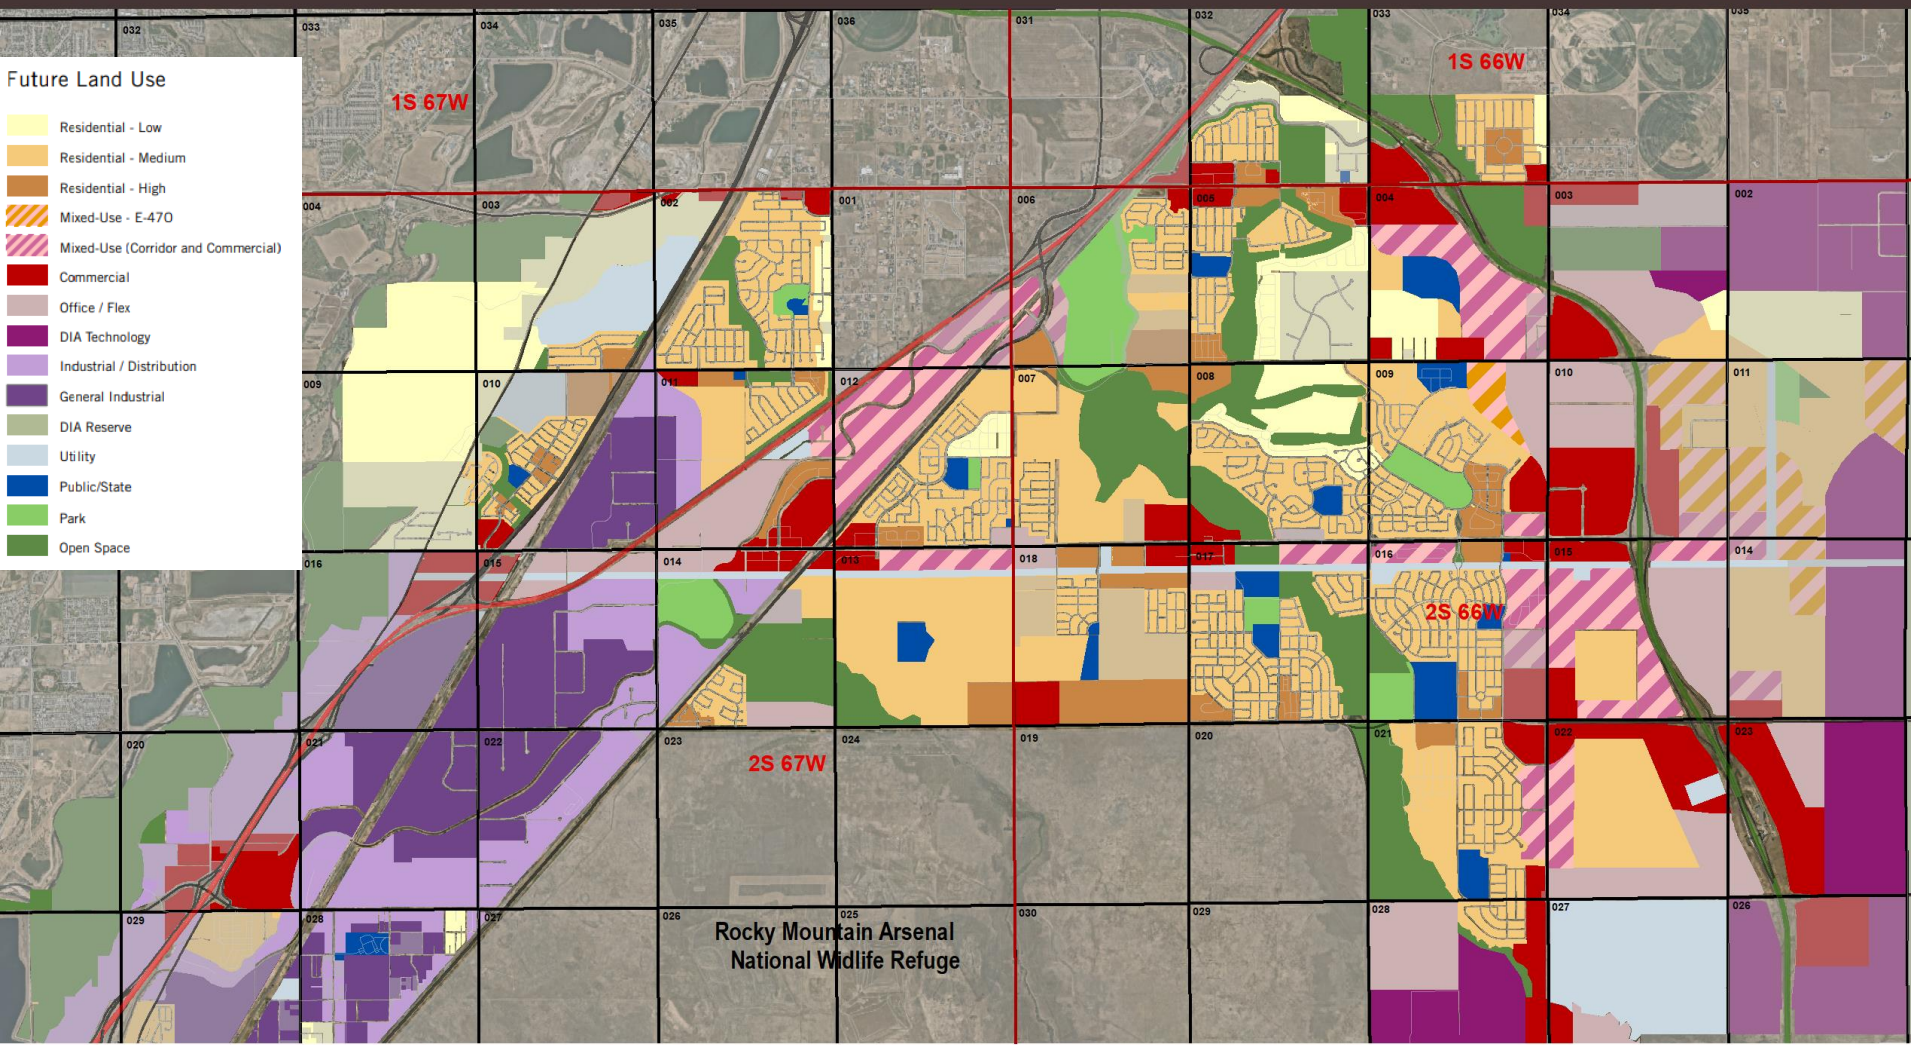 032
033
034
035
036
031
032
033
034
035
1S 67W
1S 66W
Future Land Use
Residential - Low
Residential - Medium
Residential - High
Mixed-Use - E-470
Mixed-Use (Corridor and Commercial)
Commercial
Office / Flex
DIA Technology
Industrial / Distribution
General Industrial
DIA Reserve
Utility
Public/State
Park
Open Space
004
003
002
001
006
005
004
003
002
009
010
011
012
007
008
009
010
011
016
015
014
013
018
017
016
015
014
2S 66W
020
021
022
023
024
019
020
021
022
023
2S 67W
029
028
027
026
025
030
029
028
027
026
Rocky Mountain Arsenal
National Widlife Refuge